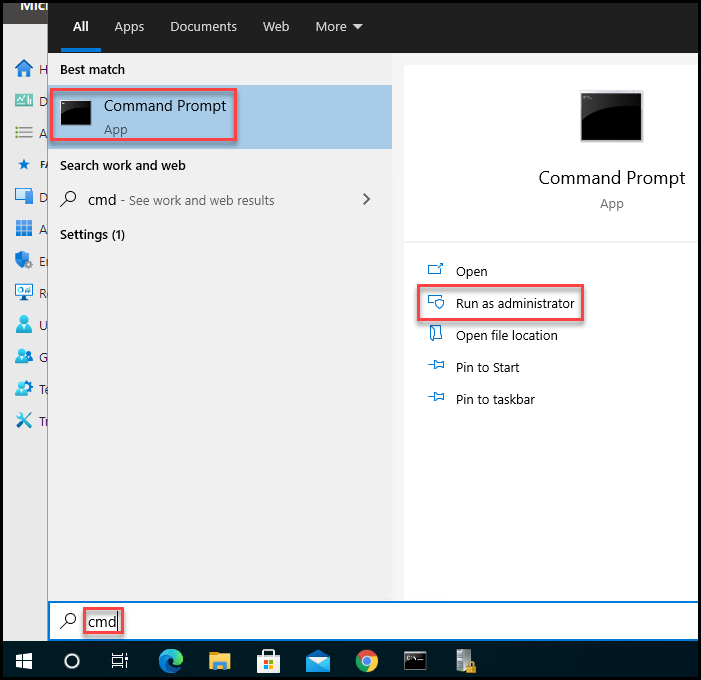 All Apps Documents Web More
Best match
Command Prompt
App
Search work and web
cmd - See work and web results
Settings (1)
Command Prompt
App
Open
Run as administrator
Open file location
Pin to Start
Pin to taskbar
cmd